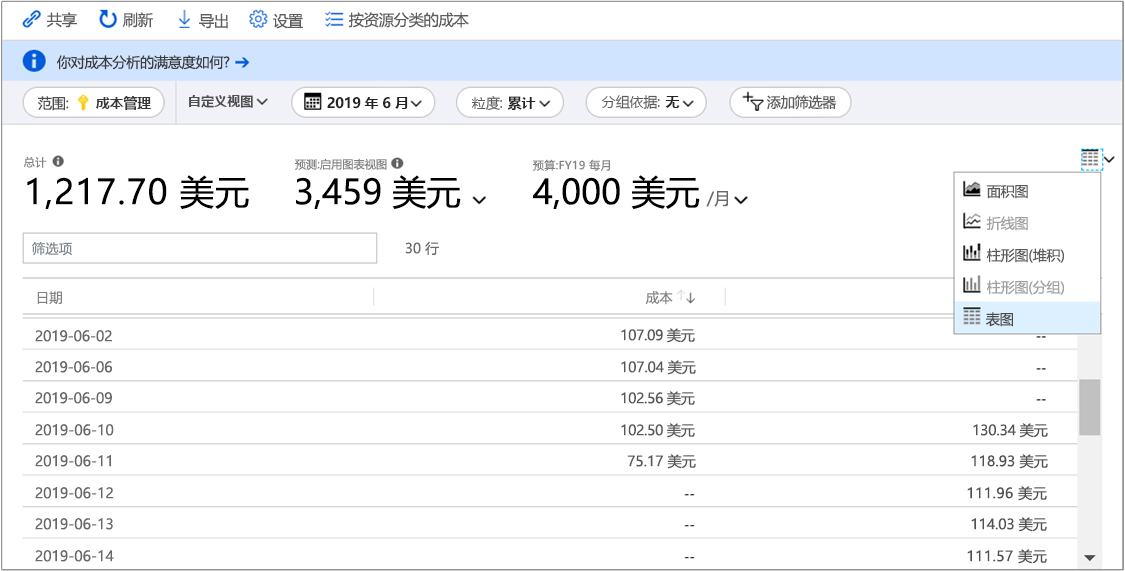 共享 刷新 导出 设置 按资源分类的成本
你对成本分析的满意度如何?
范围: 成本管理 自定义视图 2019 年 6 月 粒度: 累计 分组依据: 无 添加筛选器
总计 预测:启用图表视图 预算:FY19 每月
1,217.70 美元 3,459 美元 4,000 美元 /月
面积图
折线图
筛选项 30 行
柱形图(堆积)
柱形图(分组)
日期 成本
表图
2019-06-02 107.09 美元 --
2019-06-06 107.04 美元 --
2019-06-09 102.56 美元 --
2019-06-10 102.50 美元 130.34 美元
2019-06-11 75.17 美元 118.93 美元
2019-06-12 -- 111.96 美元
2019-06-13 -- 114.03 美元
2019-06-14 -- 111.57 美元